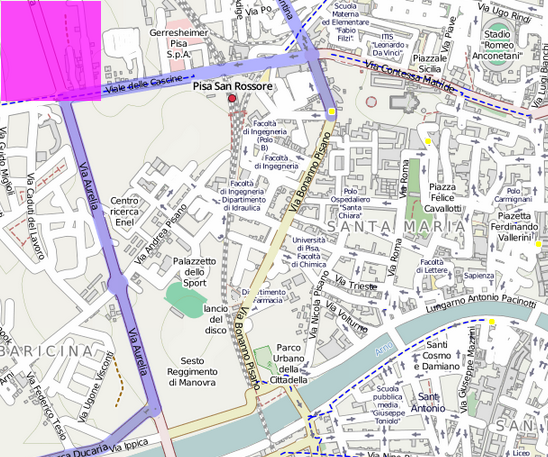 Via Po
Via Ugo Rindi
Scuola
Materna
ed Elementare
"Fabio
Filzi"
ITIS
"Leonardo
Da Vinci"
Via Piave
Stadio
"Romeo
Anconetani"
Via Luigi Bianchi
Gerresheimer
Pisa
S.p.A.
Piazzale
Sicilia
Via Contessa Matilde
Viale delle Cascine
Pisa San Rossore
Facoltà
di Ingegneria
(Polo
B)
Facoltà
di Ingegneria
Via Guido Miglioli
Via Caduti del Lavoro
Via Aurelia
Centro
ricerca
Enel
Via Andrea Pisano
Facoltà
di Ingegneria
Dipartimento
di Idraulica
Via Bonanno Pisano
Polo
Ospedaliero
"Santa
Chiara"
Via Roma
Piazza
Felice
Cavallotti
Polo
Carmignani
Piazzetta
Ferdinando
Vallerini
SANTA MARIA
Università
di Pisa,
Facoltà
di Chimica
Via Roma
Facoltà
di Lettere
Sapienza
Palazzetto
dello
Sport
Via Trieste
Dipartimento
Farmacia
Via Nicola Pisano
Via Volturno
Lungarno Antonio Pacinotti
lancio
del
disco
Via Bonanno Pisano
Via Aurelia
Arno
Santi
Cosmo
e Damiano
Via Giuseppe Mazzini
BARICINA
Via Ugone Visconti
Via Federico Tesio
Sesto
Reggimento
di Manovra
Parco
Urbano
della
Cittadella
Scuola
pubblica
media
"Giuseppe
Toniolo"
Sant'
Antonio
SAN
Via Ippica
Liceo